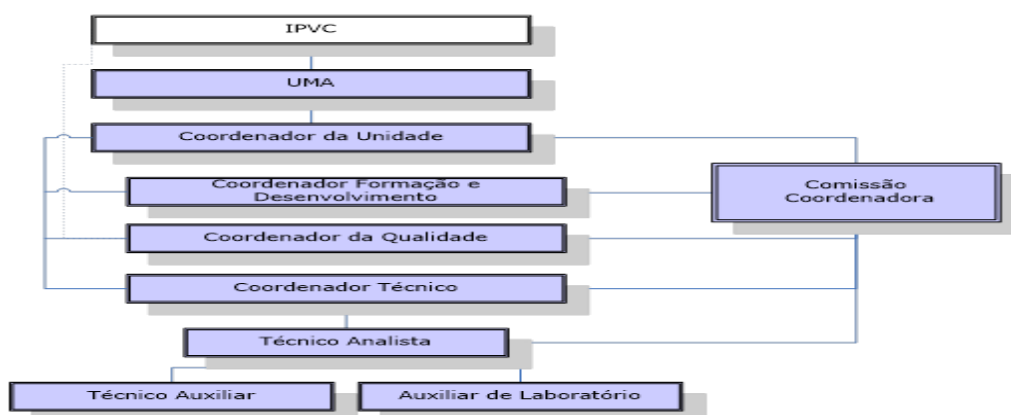 IPVC
UMA
Coordenador da Unidade
Coordenador Formação e
Desenvolvimento
Comissão
Coordenadora
Coordenador da Qualidade
Coordenador Técnico
Técnico Analista
Técnico Auxiliar
Auxiliar de Laboratório